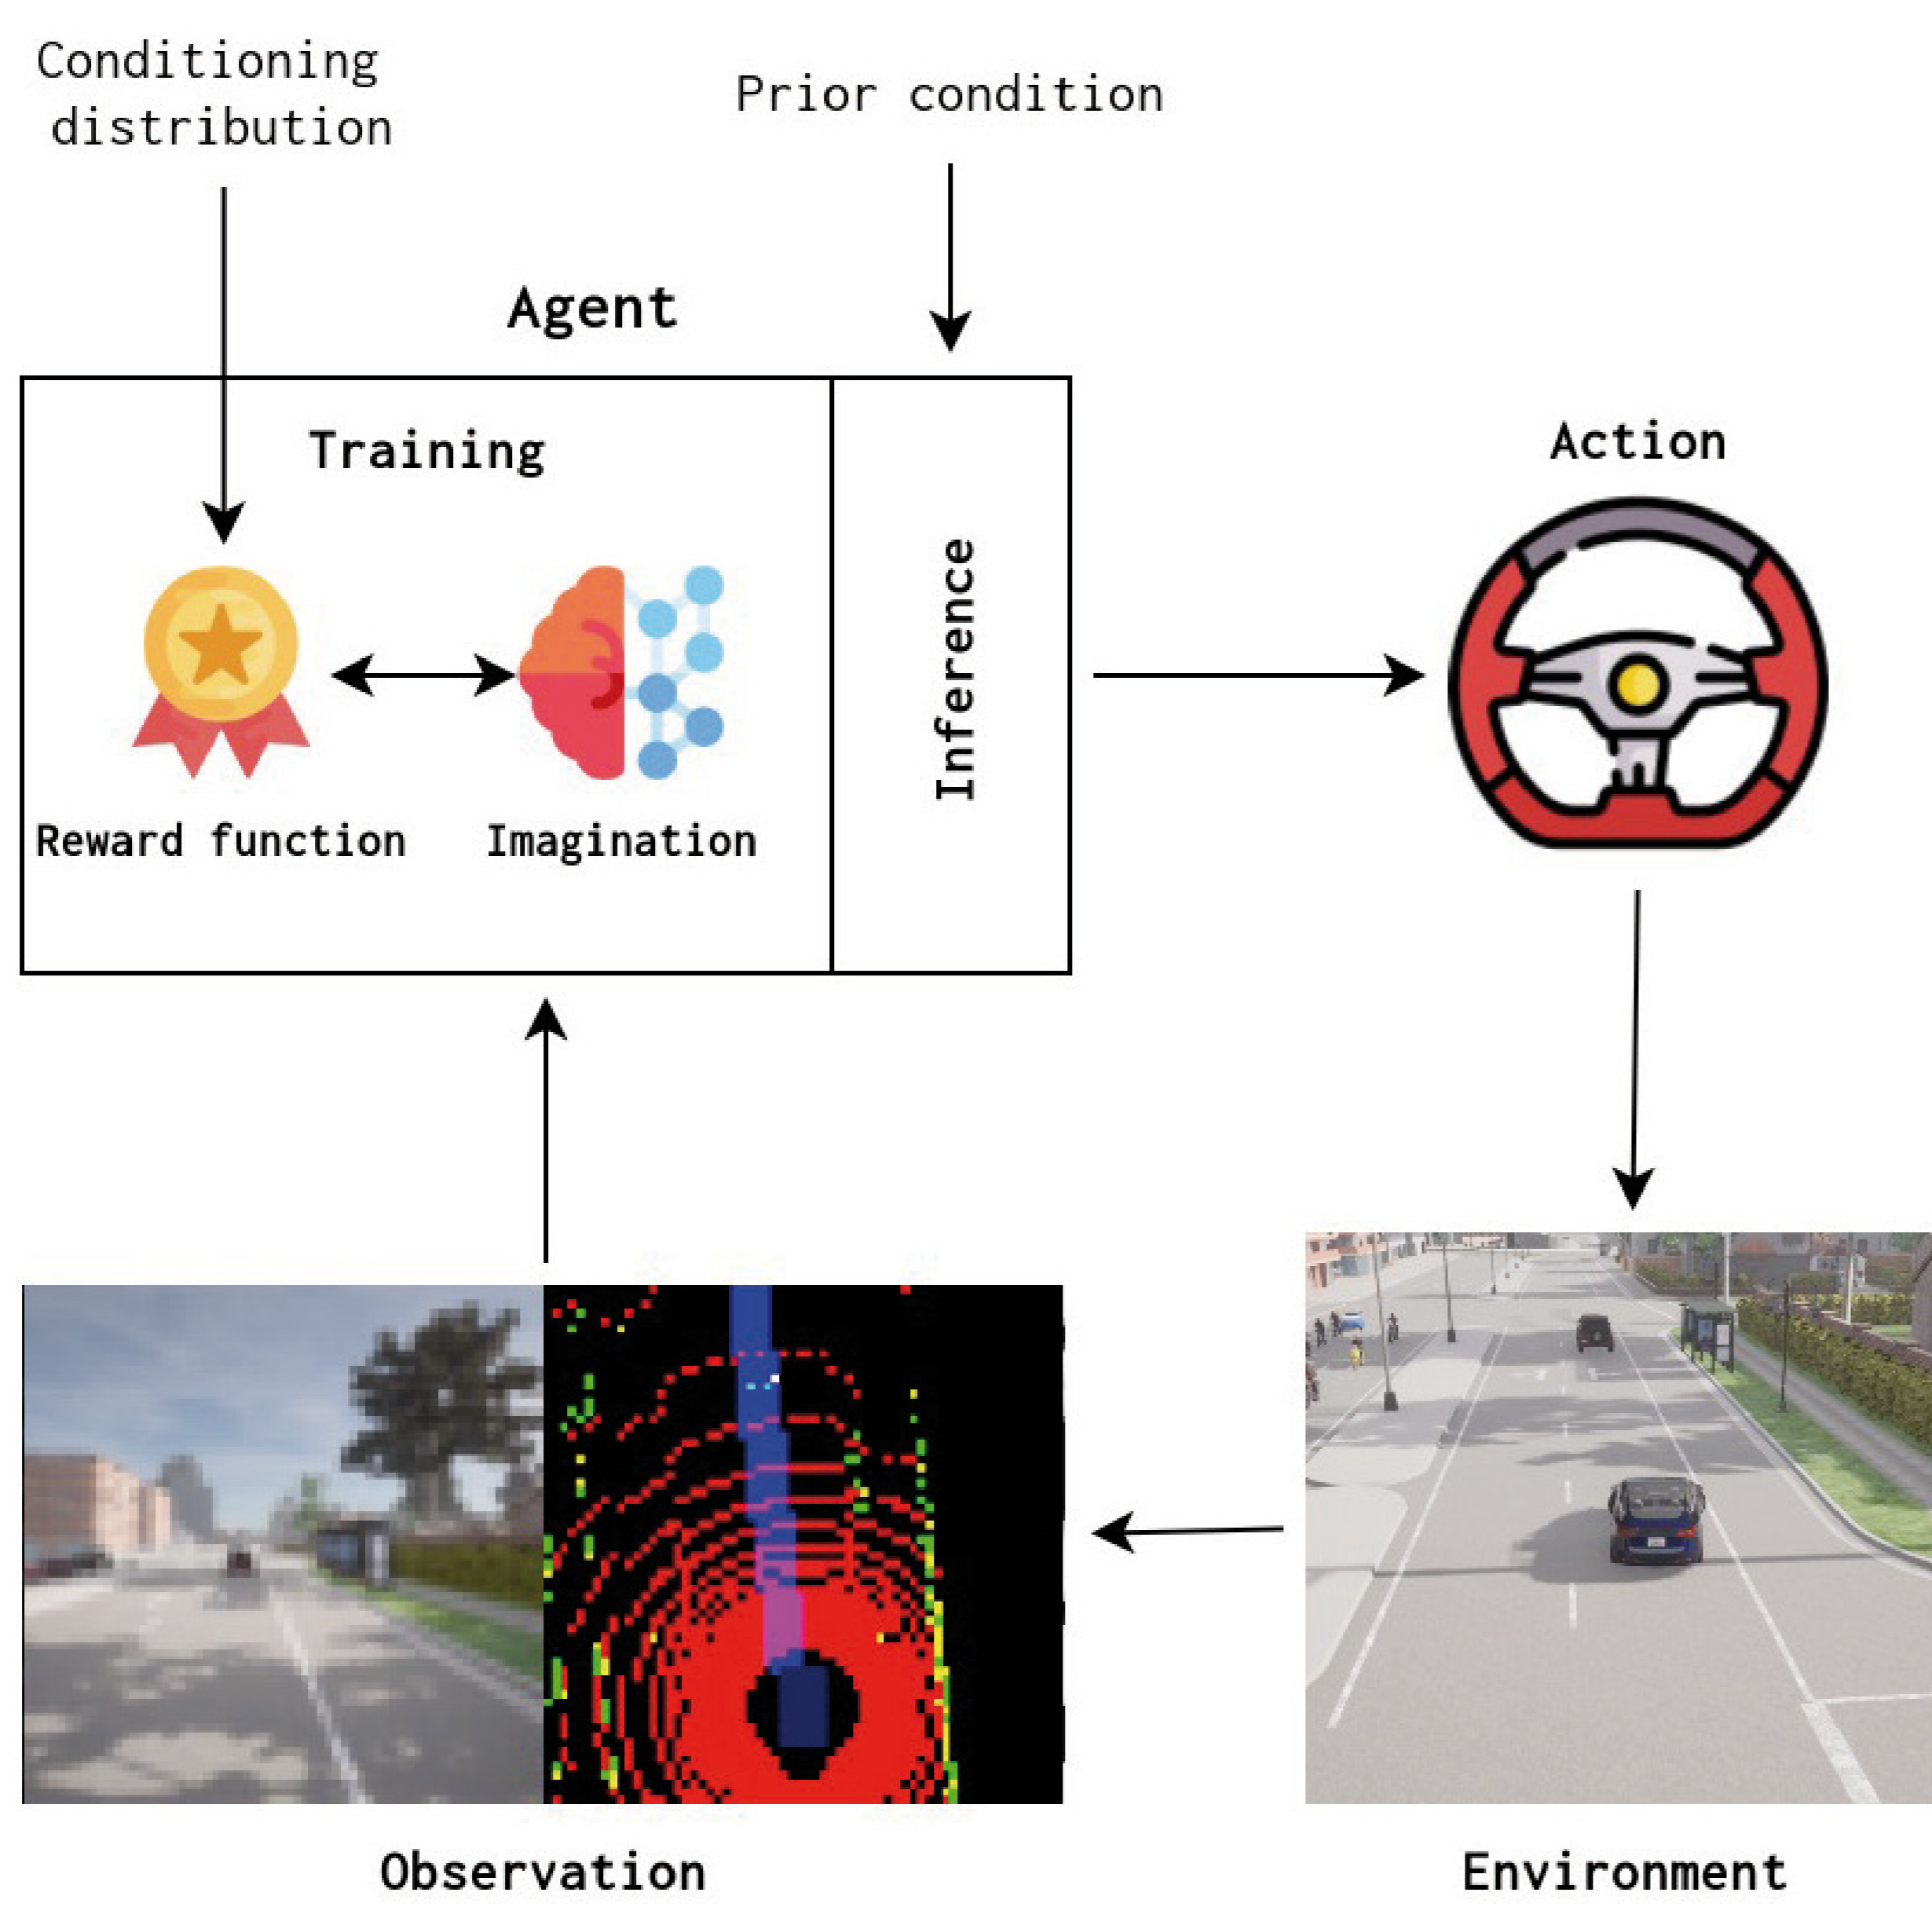 Conditioning
distribution
Prior condition
Agent
Training
Reward function
Imagination
Inference
Action
Observation
Environment